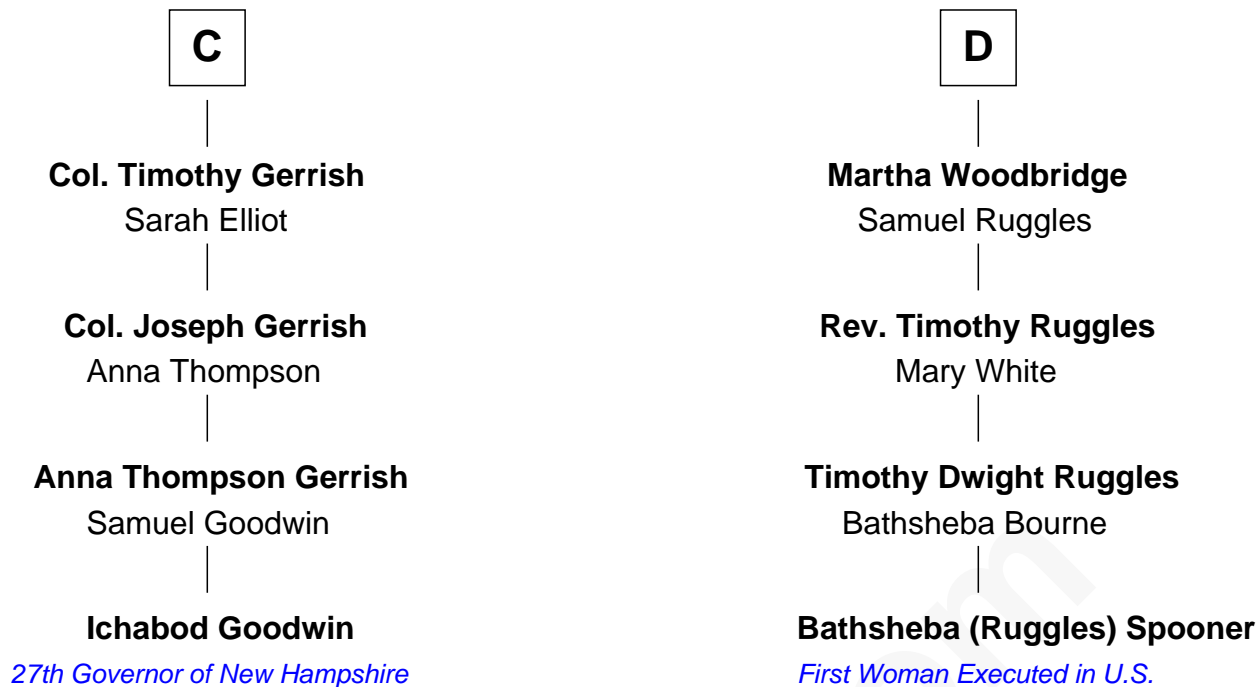 C
Col. Timothy Gerrish
Sarah Elliot
Col. Joseph Gerrish
Anna Thompson
Anna Thompson Gerrish
Samuel Goodwin
Ichabod Goodwin
27th Governor of New Hampshire
D
Martha Woodbridge
Samuel Ruggles
Rev. Timothy Ruggles
Mary White
Timothy Dwight Ruggles
Bathsheba Bourne
Bathsheba (Ruggles) Spooner
First Woman Executed in U.S.